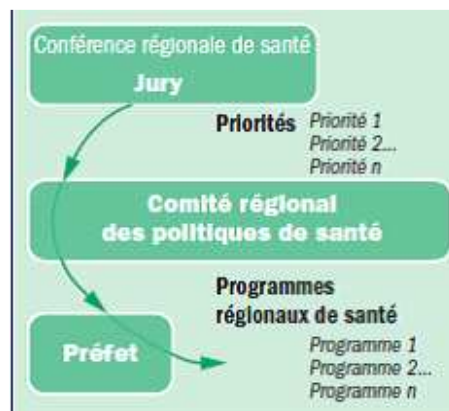 Conférence régionale de santé
Jury
Priorités
Priorité 1
Priorité 2...
Priorité n
Comité régional
des politiques de santé
Programmes
régionaux de santé
Programme 1
Programme 2...
Programme n
Préfet